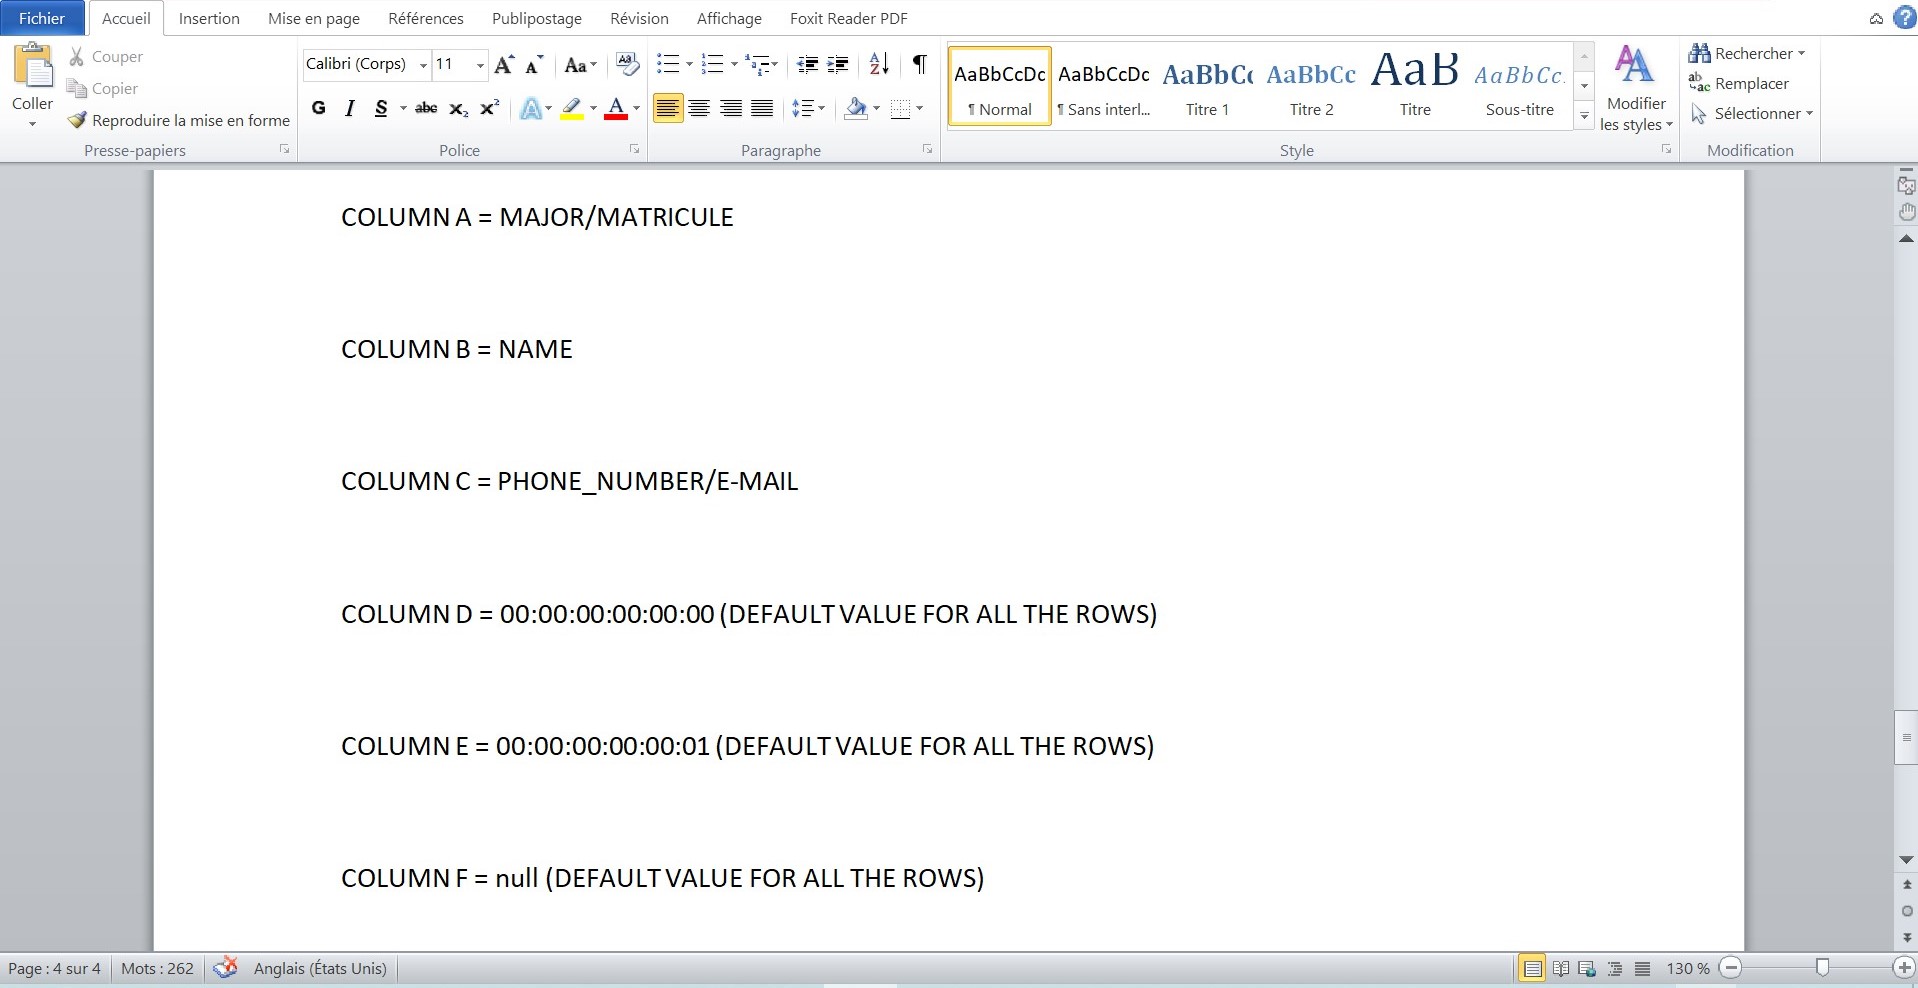 Fichier Accueil Insertion Mise en page Références Publipostage Révision Affichage Foxit Reader PDF
Coller
Couper
Copier
Reproduire la mise en forme
Presse-papiers
Calibri (Corps) 11
G I S abc x₂ x²
Police
Paragraphe
AaBbCcDc AaBbCcDc AaBbCc AaBbCc AaB AaBbCc.
¶ Normal ¶ Sans interl... Titre 1 Titre 2 Titre Sous-titre
Style
Modifier
les styles
Rechercher
Remplacer
Sélectionner
Modification
COLUMN A = MAJOR/MATRICULE
COLUMN B = NAME
COLUMN C = PHONE_NUMBER/E-MAIL
COLUMN D = 00:00:00:00:00:00 (DEFAULT VALUE FOR ALL THE ROWS)
COLUMN E = 00:00:00:00:00:01 (DEFAULT VALUE FOR ALL THE ROWS)
COLUMN F = null (DEFAULT VALUE FOR ALL THE ROWS)
Page : 4 sur 4 Mots : 262 Anglais (États Unis) 130 %